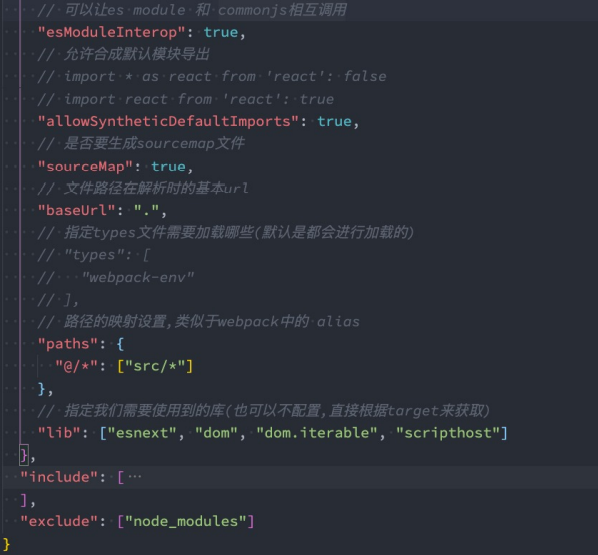 // 可以让es module 和 commonjs相互调用
"esModuleInterop": true,
// 允许合成默认模块导出
// import * as react from 'react': false
// import react from 'react': true
"allowSyntheticDefaultImports": true,
// 是否要生成sourcemap文件
"sourceMap": true,
// 文件路径在解析时的基本url
"baseUrl": ".",
// 指定types文件需要加载哪些(默认是都会进行加载的)
// "types": [
//   "webpack-env"
// ],
// 路径的映射设置,类似于webpack中的 alias
"paths": {
"@/*": ["src/*"]
},
// 指定我们需要使用到的库(也可以不配置,直接根据target来获取)
"lib": ["esnext", "dom", "dom.iterable", "scripthost"]
},
"include": [ ···
],
"exclude": ["node_modules"]
}